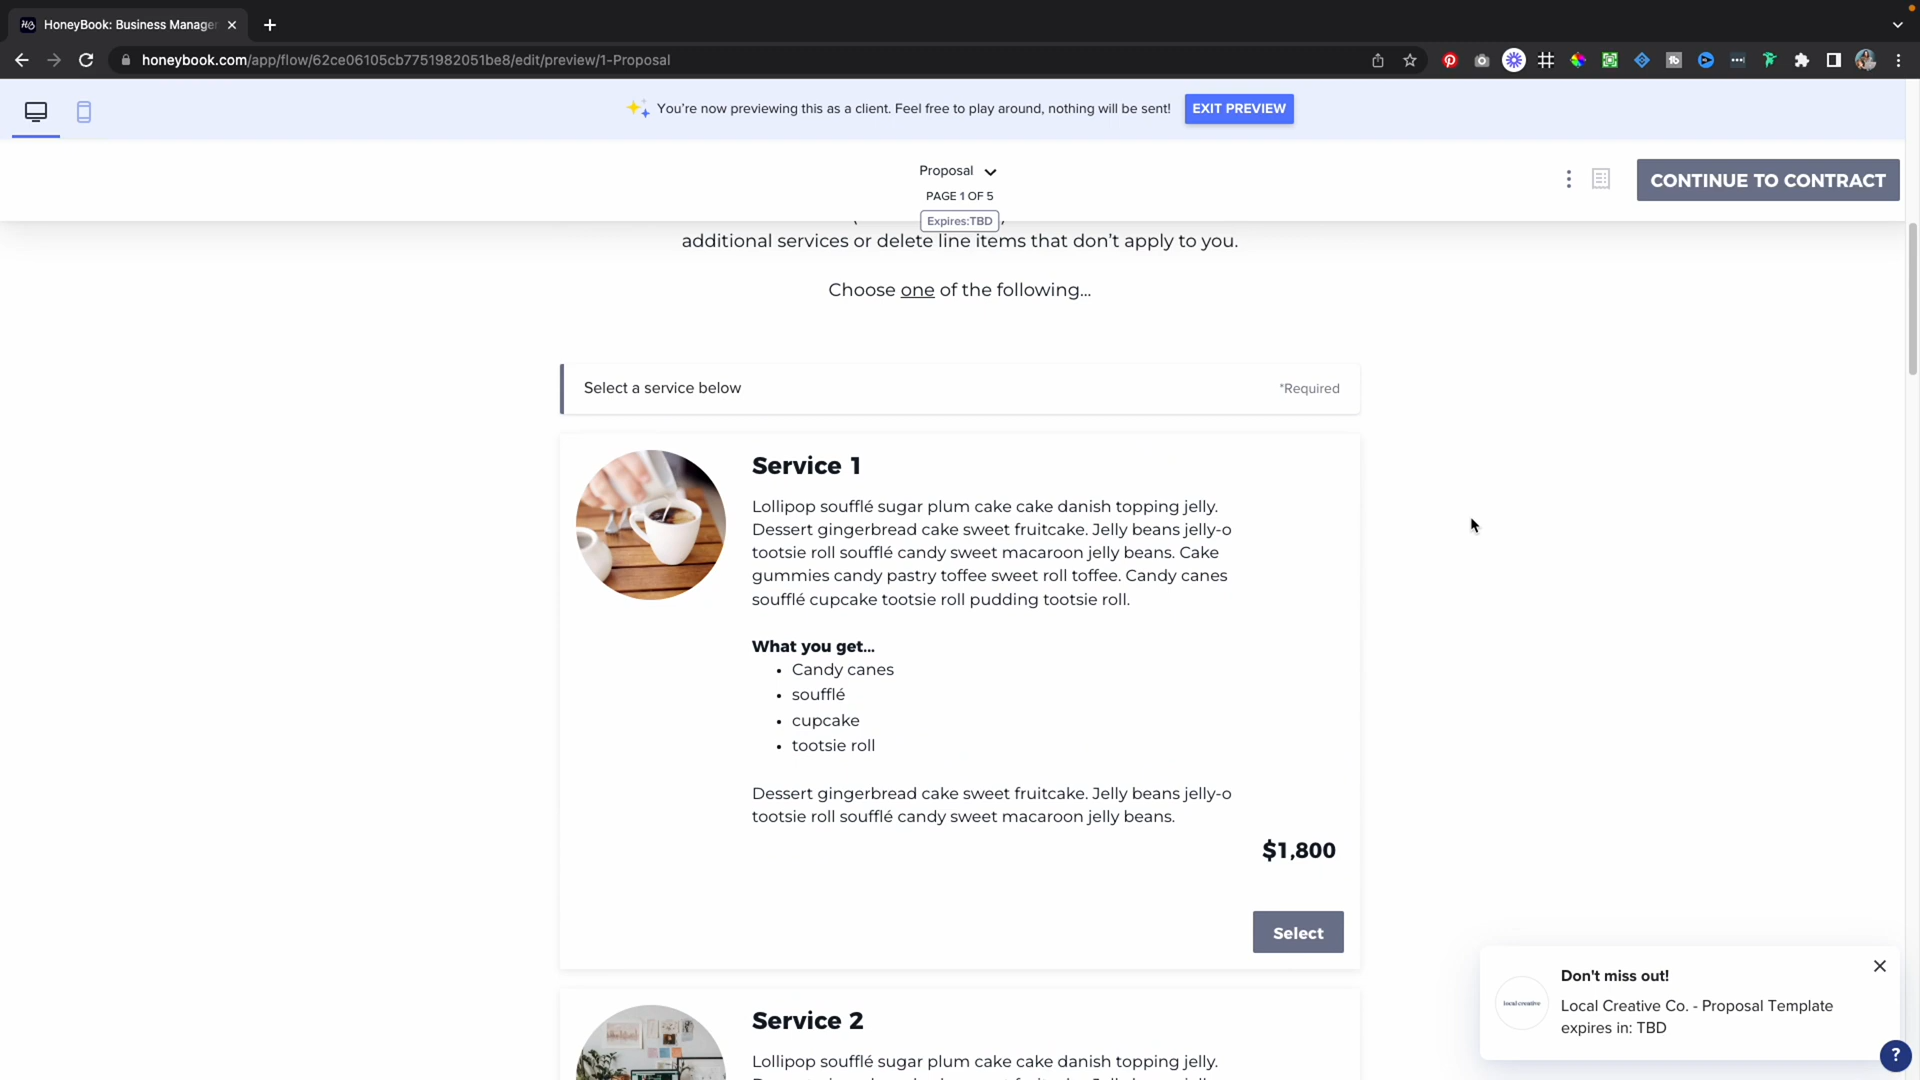 HoneyBook: Business Manage
honeybook.com/app/flow/62ce06105cb7751982051be8/edit/preview/1-Proposal
You're now previewing this as a client. Feel free to play around, nothing will be sent!
EXIT PREVIEW
Proposal
PAGE 1 OF 5
Expires:TBD
CONTINUE TO CONTRACT
additional services or delete line items that don't apply to you.
Choose one of the following...
Select a service below
*Required
Service 1
Lollipop soufflé sugar plum cake cake danish topping jelly.
Dessert gingerbread cake sweet fruitcake. Jelly beans jelly-o
tootsie roll soufflé candy sweet macaroon jelly beans. Cake
gummies candy pastry toffee sweet roll toffee. Candy canes
soufflé cupcake tootsie roll pudding tootsie roll.
What you get...
• Candy canes
• soufflé
• cupcake
• tootsie roll
Dessert gingerbread cake sweet fruitcake. Jelly beans jelly-o
tootsie roll soufflé candy sweet macaroon jelly beans.
$1,800
Select
Service 2
Lollipop soufflé sugar plum cake cake danish topping jelly.
Don't miss out!
local creative
Local Creative Co. - Proposal Template
expires in: TBD
?